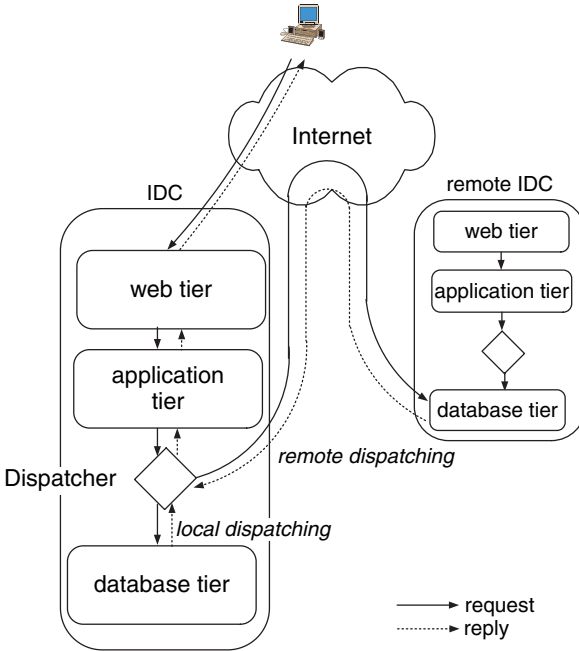 Internet
IDC
remote IDC
web tier
web tier
application tier
application
tier
database tier
remote dispatching
Dispatcher
local dispatching
database tier
request
reply